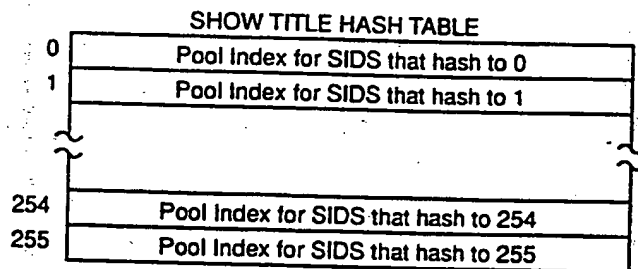 SHOW TITLE HASH TABLE
0 Pool Index for SIDS that hash to 0
1 Pool Index for SIDS that hash to 1
254 Pool Index for SIDS that hash to 254
255 Pool Index for SIDS that hash to 255